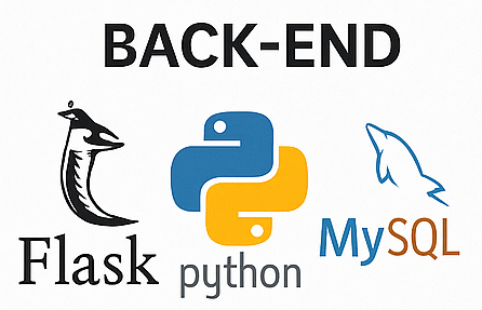 BACK-END
Flask
python
MySQL